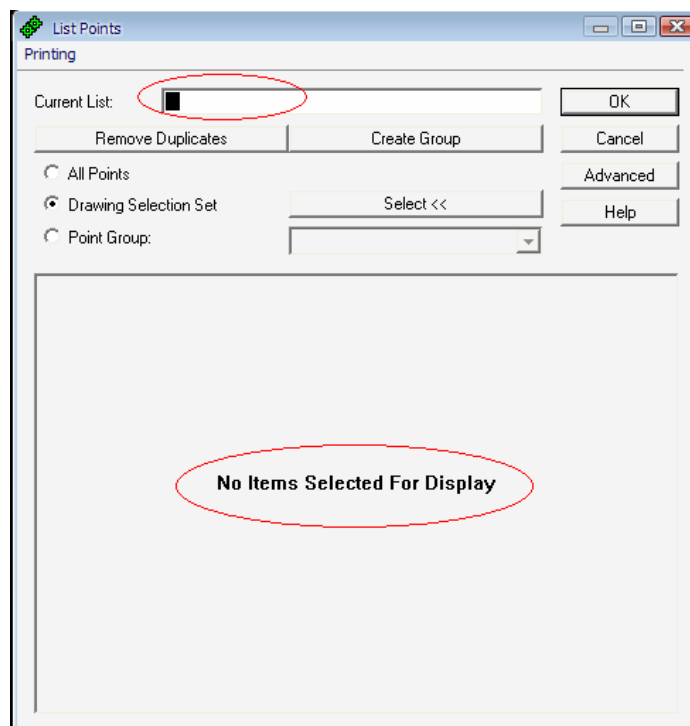 List Points
Printing
Current List:
OK
Remove Duplicates
Create Group
Cancel
All Points
Advanced
Drawing Selection Set
Select <<
Help
Point Group:
No Items Selected For Display